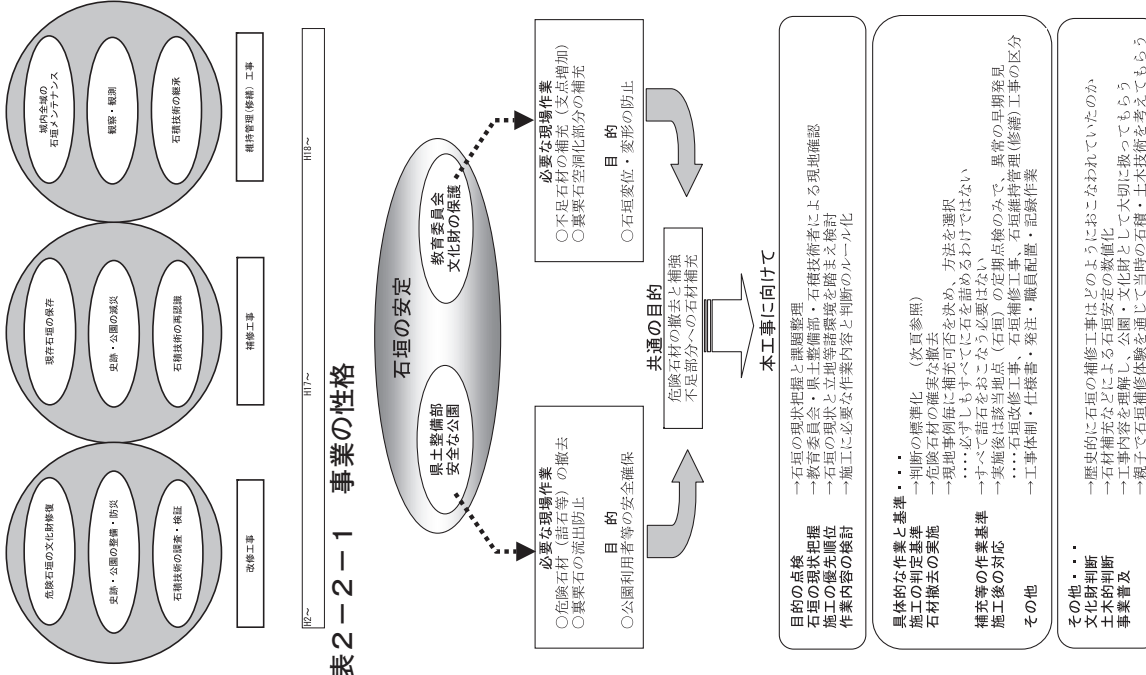 危険石垣の文化財修復
史跡・公園の整備・防災
石積技術の調査・検証
改修工事
現存石垣の保存
史跡・公園の減災
石積技術の再認識
補修工事
城内全域の
石垣メンテナンス
観察・観測
石積技術の継承
維持管理(修繕)工事
H2～
H17～
H18～
表2－2－1 事業の性格
石垣の安定
県土整備部
安全な公園
教育委員会
文化財の保護
必要な現場作業
○危険石材（詰石等）の撤去
○裏栗石の流出防止
目 的
○公園利用者等の安全確保
必要な現場作業
○不足石材の補充（支点増加）
○裏栗石空洞化部分の補充
目 的
○石垣変位・変形の防止
共通の目的
危険石材の撤去と補強
不足部分への石材補充
本工事に向けて
目的の点検 →石垣の現状把握と課題整理
石垣の現状把握 →教育委員会・県土整備部・石積技術者による現地確認
施工の優先順位 →石垣の現状と立地等諸環境を踏まえ検討
作業内容の検討 →施工に必要な作業内容と判断のルール化
具体的な作業と基準・・・
施工の判定基準 →判断の標準化 （次頁参照）
石材撤去の実施 →危険石材の確実な撤去
→現地事例毎に補充可否を決め、方法を選択
・・・・必ずしもすべてに石を詰めるわけではない
補充等の作業基準 →すべて詰石をおこなう必要はない
施工後の対応 →実施後は該当地点（石垣）の定期点検のみで、異常の早期発見
・・・・石垣改修工事、石垣補修工事、石垣維持管理(修繕)工事の区分
その他 →工事体制・仕様書・発注・職員配置・記録作業
その他・・・
文化財判断 →歴史的に石垣の補修工事はどのようにおこなわれていたのか
土木的判断 →石材補充などによる石垣安定の数値化
事業普及 →工事内容を理解し、公園・文化財として大切に扱ってもらう
→親子で石垣補修体験を通じて当時の石積・土木技術を考えてもらう